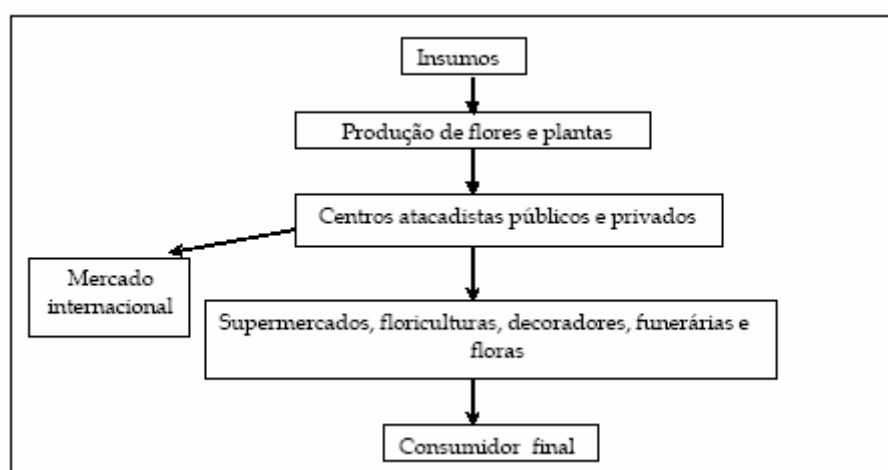 Insumos
Produção de flores e plantas
Centros atacadistas públicos e privados
Mercado
internacional
Supermercados, floriculturas, decoradores, funerárias e
floras
Consumidor final